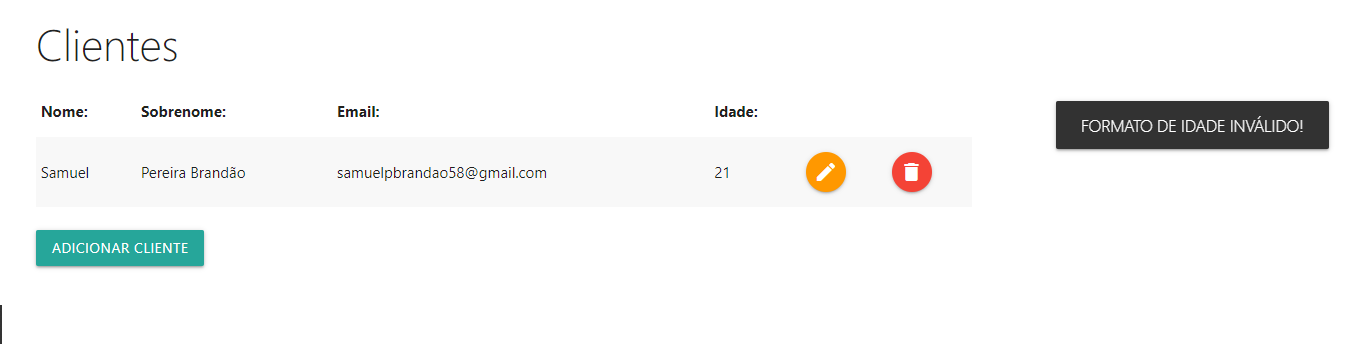 Clientes
Nome: Sobrenome: Email: Idade:
FORMATO DE IDADE INVÁLIDO!
Samuel Pereira Brandão samuelpbrandao58@gmail.com 21
ADICIONAR CLIENTE